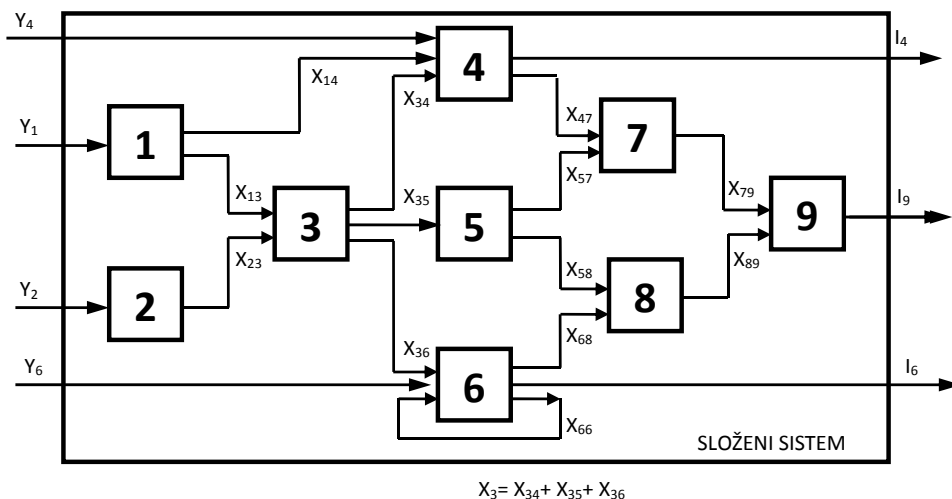 Y₄
I₄
4
X₁₄
X₃₄
X₄₇
Y₁
1
7
X₅₇
X₁₃
X₃₅
X₇₉
I₉
3
5
9
X₂₃
X₅₈
X₈₉
Y₂
2
8
X₃₆
X₆₈
Y₆
6
I₆
X₆₆
SLOŽENI SISTEM
X₃= X₃₄+ X₃₅+ X₃₆